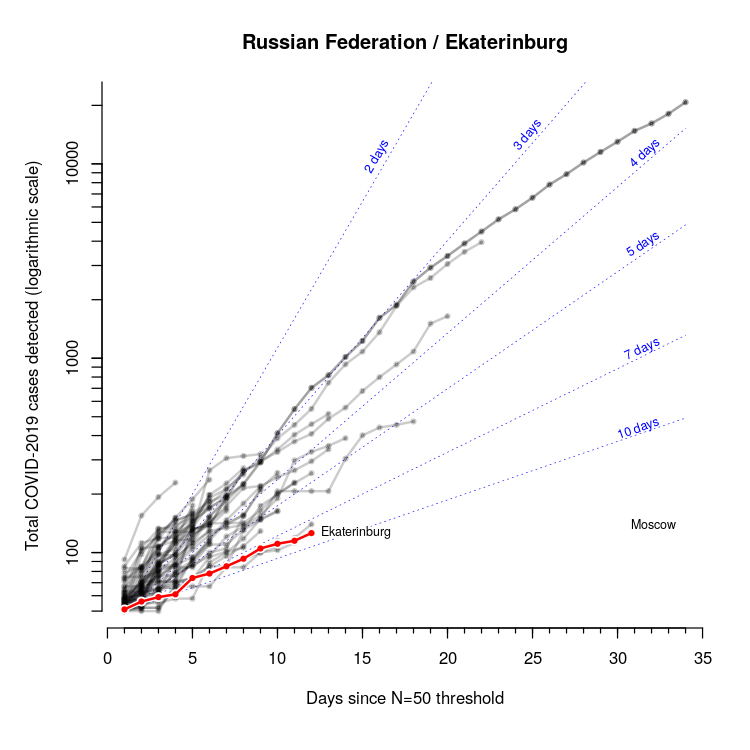 Russian Federation / Ekaterinburg
Total COVID-2019 cases detected (logarithmic scale)
10000
1000
100
2 days
3 days
4 days
5 days
7 days
10 days
Moscow
Ekaterinburg
0 5 10 15 20 25 30 35
Days since N=50 threshold